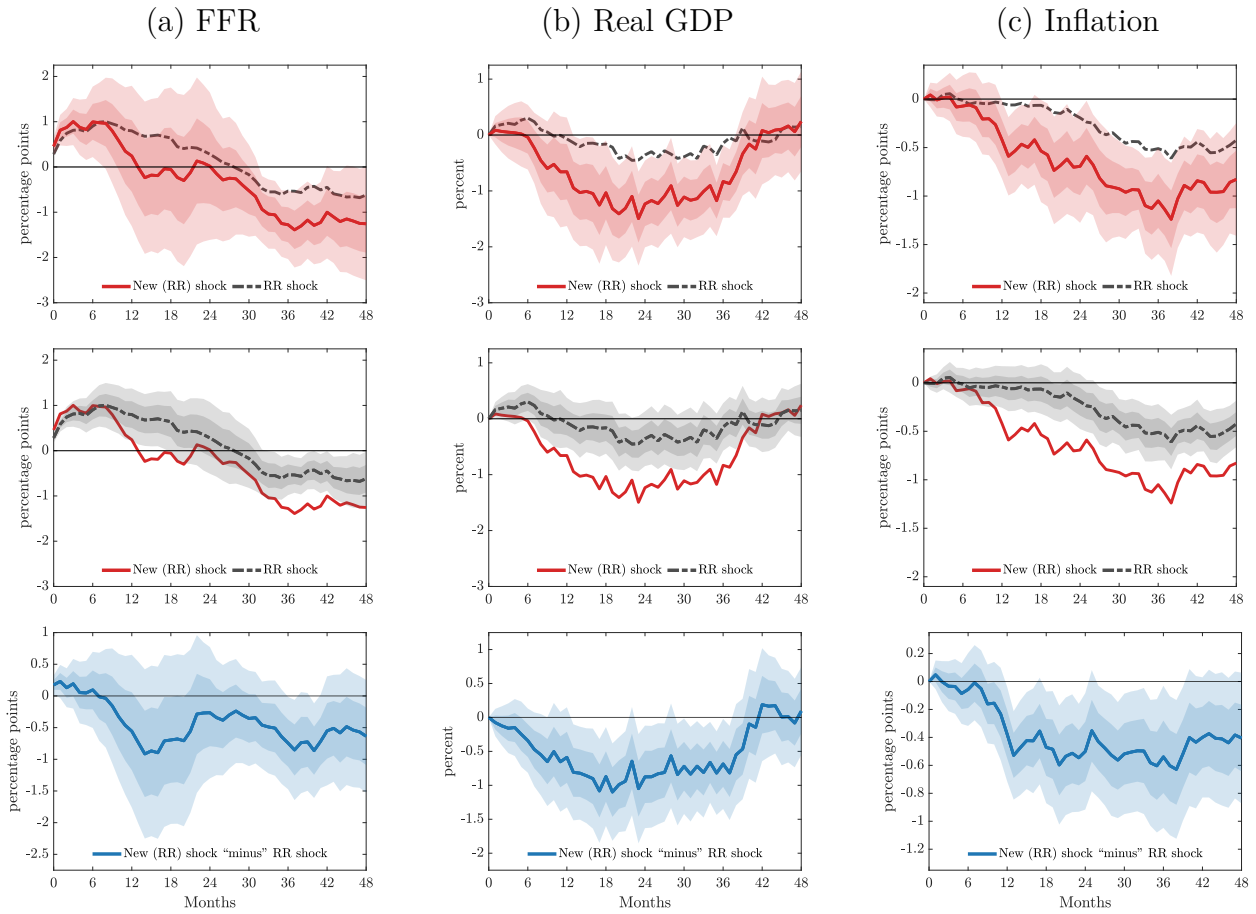 (a) FFR
(b) Real GDP
(c) Inflation
percentage points
2
1
0
-1
-2
-3
New (RR) shock
RR shock
0 6 12 18 24 30 36 42 48
percent
1
0
-1
-2
-3
New (RR) shock
RR shock
0 6 12 18 24 30 36 42 48
percentage points
0
-0.5
-1
-1.5
-2
New (RR) shock
RR shock
0 6 12 18 24 30 36 42 48
percentage points
2
1
0
-1
-2
-3
New (RR) shock
RR shock
0 6 12 18 24 30 36 42 48
percent
1
0
-1
-2
-3
New (RR) shock
RR shock
0 6 12 18 24 30 36 42 48
percentage points
0
-0.5
-1
-1.5
-2
New (RR) shock
RR shock
0 6 12 18 24 30 36 42 48
percentage points
1
0.5
0
-0.5
-1
-1.5
-2
-2.5
New (RR) shock “minus” RR shock
0 6 12 18 24 30 36 42 48
Months
percent
1
0.5
0
-0.5
-1
-1.5
-2
New (RR) shock “minus” RR shock
0 6 12 18 24 30 36 42 48
Months
percentage points
0.2
0
-0.2
-0.4
-0.6
-0.8
-1
-1.2
New (RR) shock “minus” RR shock
0 6 12 18 24 30 36 42 48
Months